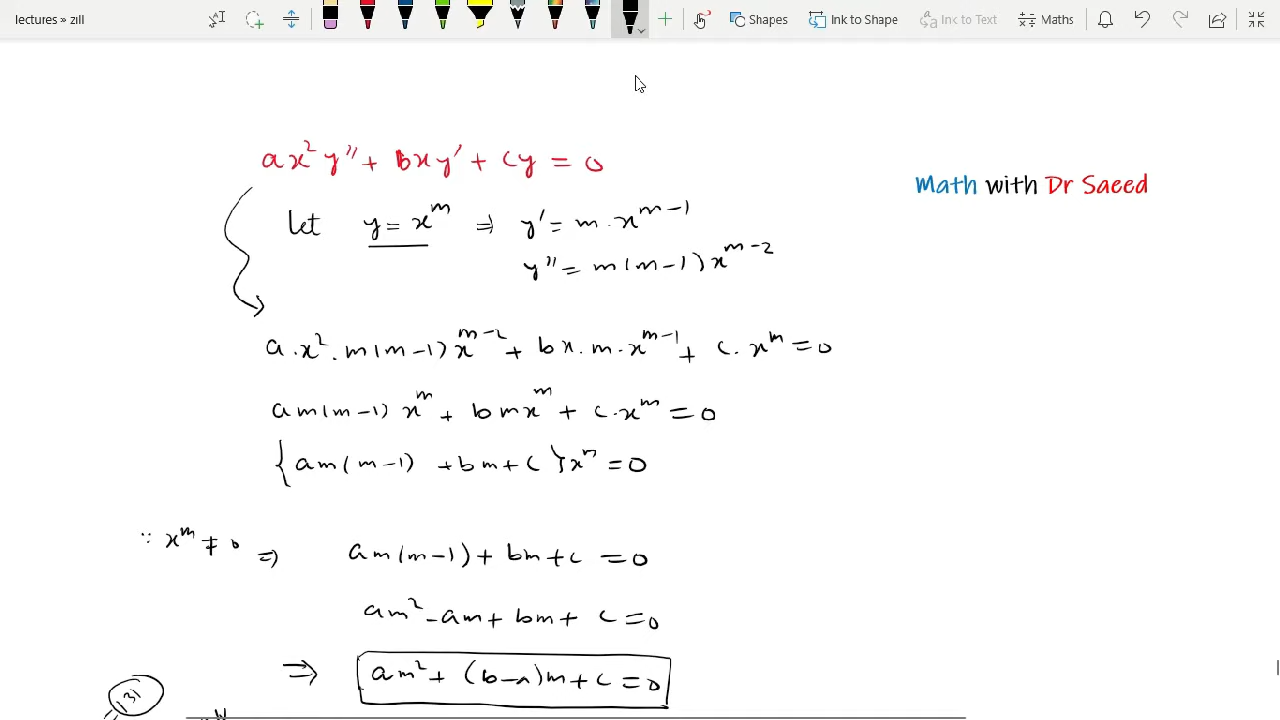 lectures » zill
Shapes
Ink to Shape
Ink to Text
Maths
ax² y'' + bxy' + cy = 0
Math with Dr Saeed
let y = x^m ⇒ y' = m · x^{m-1}
y'' = m(m-1) x^{m-2}
a · x² · m(m-1) x^{m-2} + bx · m · x^{m-1} + c · x^m = 0
am(m-1) x^m + bmx^m + c · x^m = 0
{ am(m-1) + bm + c } x^m = 0
∵ x^m ≠ 0 ⇒ am(m-1) + bm + c = 0
am² - am + bm + c = 0
⇒ am² + (b-a)m + c = 0
131